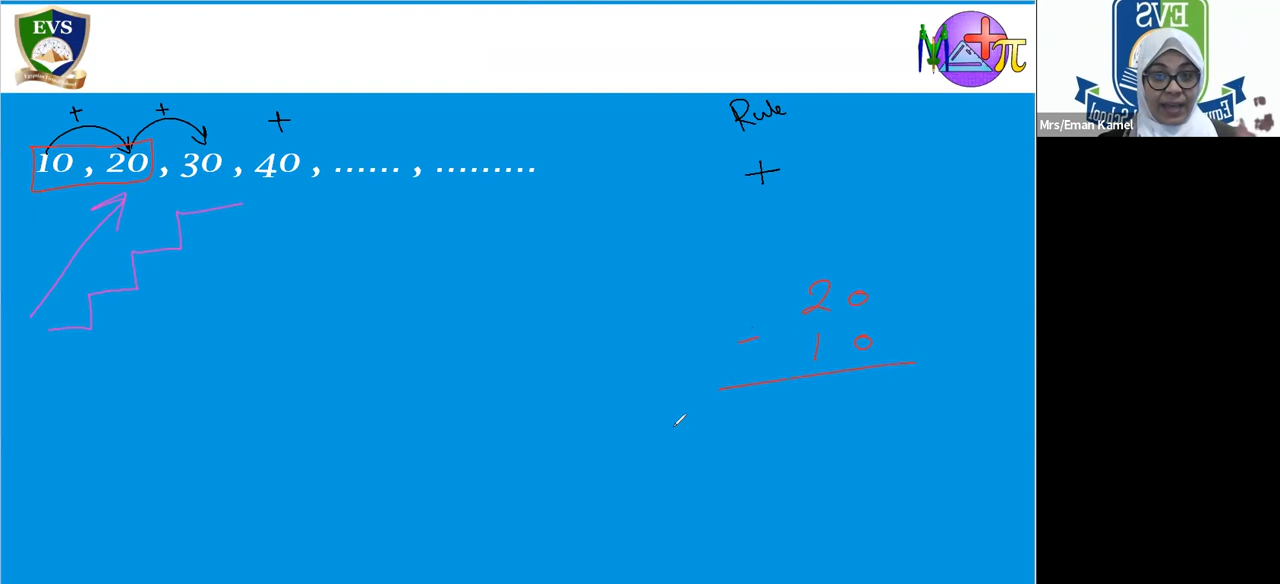 EVS
EVS
Mrs/Eman Kamel
+ + + Rule
10 , 20 , 30 , 40 , ...... , .........
+
20
- 10